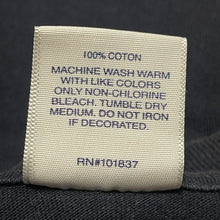 100% COTTON
MACHINE WASH WARM
WITH LIKE COLORS
ONLY NON-CHLORINE
BLEACH. TUMBLE DRY
MEDIUM. DO NOT IRON
IF DECORATED.
RN#101837